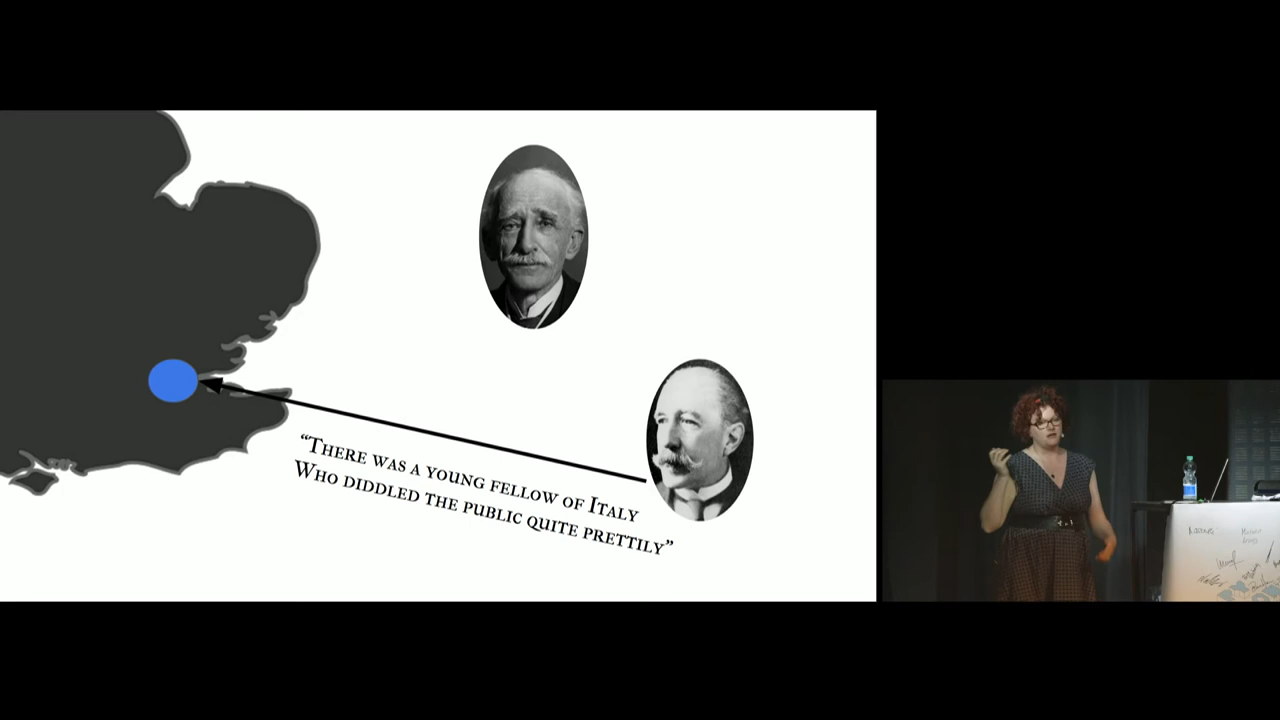 “There was a young fellow of Italy
Who diddled the public quite prettily”